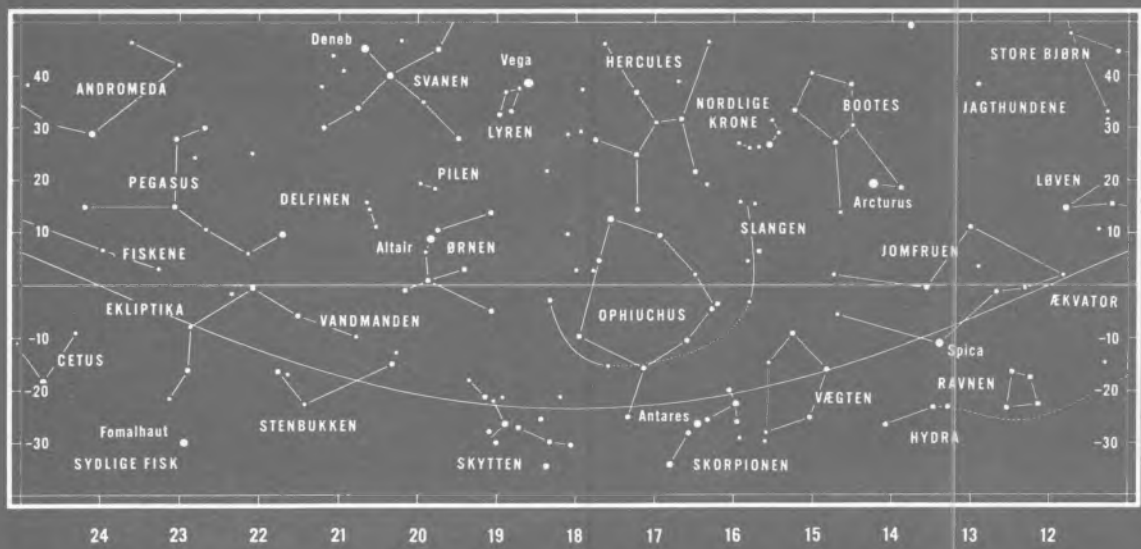 Deneb
Vega
STORE BJØRN
HERCULES
ANDROMEDA
SVANEN
40
40
NORDLIGE
KRONE
BOOTES
JAGTHUNDENE
LYREN
30
30
PEGASUS
PILEN
LØVEN
20
20
DELFINEN
Arcturus
SLANGEN
Altair
ØRNEN
JOMFRUEN
10
10
FISKENE
EKLIPTIKA
ÆKVATOR
OPHIUCHUS
VANDMANDEN
-10
-10
Spica
CETUS
RAVNEN
-20
-20
VÆGTEN
Antares
STENBUKKEN
Fomalhaut
HYDRA
-30
-30
SYDLIGE FISK
SKYTTEN
SKORPIONEN
24 23 22 21 20 19 18 17 16 15 14 13 12